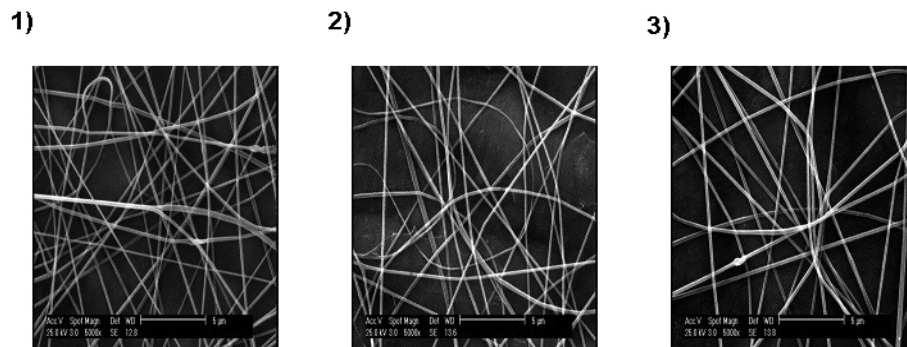 1)
2)
3)
Acc.V Spot Magn Det WD 5 µm
25.0 kV 3.0 5000x SE 12.8
Acc.V Spot Magn Det WD 5 µm
25.0 kV 3.0 5000x SE 13.6
Acc.V Spot Magn Det WD 5 µm
25.0 kV 3.0 5000x SE 13.8